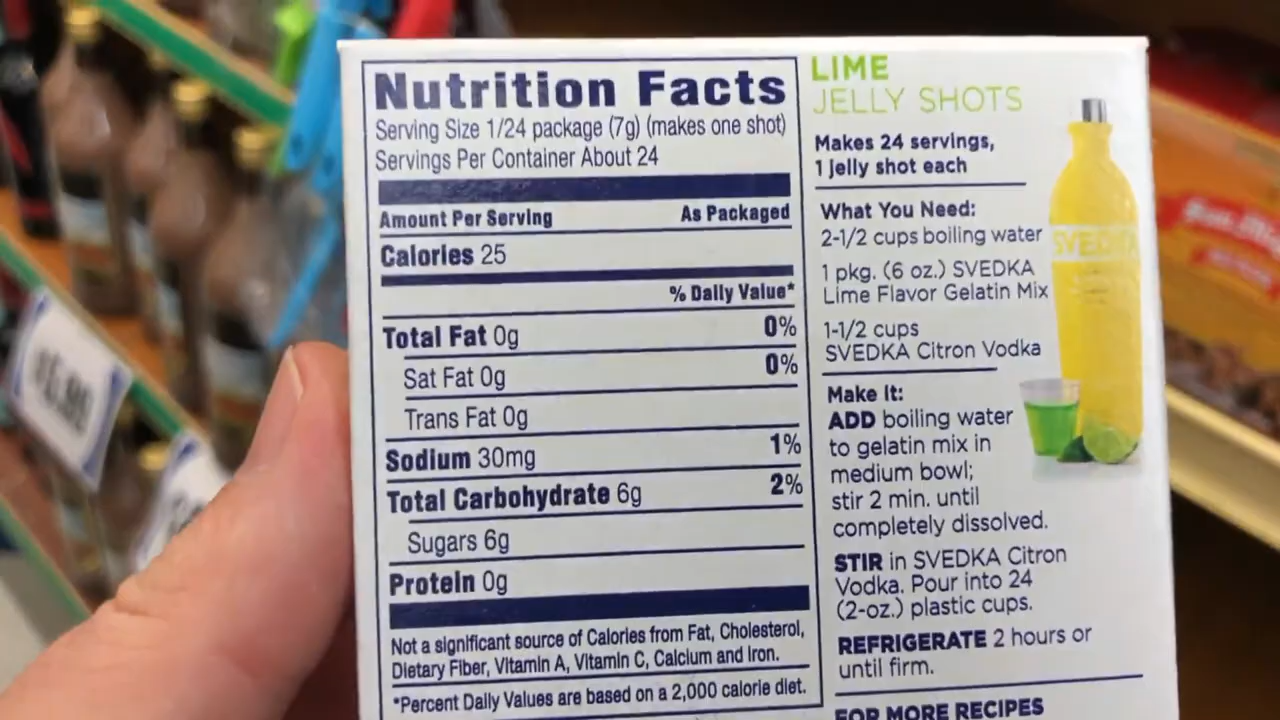 Nutrition Facts
Serving Size 1/24 package (7g) (makes one shot)
Servings Per Container About 24
Amount Per Serving As Packaged
Calories 25
% Daily Value*
Total Fat 0g 0%
Sat Fat 0g 0%
Trans Fat 0g
Sodium 30mg 1%
Total Carbohydrate 6g 2%
Sugars 6g
Protein 0g
Not a significant source of Calories from Fat, Cholesterol,
Dietary Fiber, Vitamin A, Vitamin C, Calcium and Iron.
*Percent Daily Values are based on a 2,000 calorie diet.
LIME
JELLY SHOTS
Makes 24 servings,
1 jelly shot each
What You Need:
2-1/2 cups boiling water
1 pkg. (6 oz.) SVEDKA
Lime Flavor Gelatin Mix
1-1/2 cups
SVEDKA Citron Vodka
Make It:
ADD boiling water
to gelatin mix in
medium bowl;
stir 2 min. until
completely dissolved.
STIR in SVEDKA Citron
Vodka. Pour into 24
(2-oz.) plastic cups.
REFRIGERATE 2 hours or
until firm.
FOR MORE RECIPES
SVEDKA